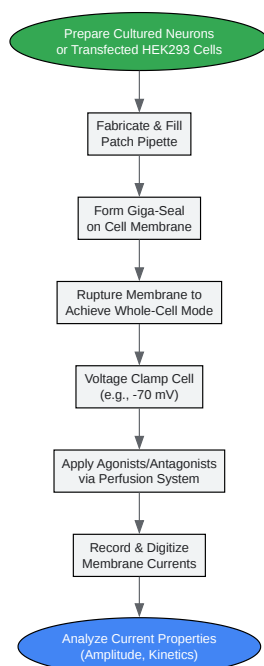 Prepare Cultured Neurons
or Transfected HEK293 Cells
Fabricate & Fill
Patch Pipette
Form Giga-Seal
on Cell Membrane
Rupture Membrane to
Achieve Whole-Cell Mode
Voltage Clamp Cell
(e.g., -70 mV)
Apply Agonists/Antagonists
via Perfusion System
Record & Digitize
Membrane Currents
Analyze Current Properties
(Amplitude, Kinetics)